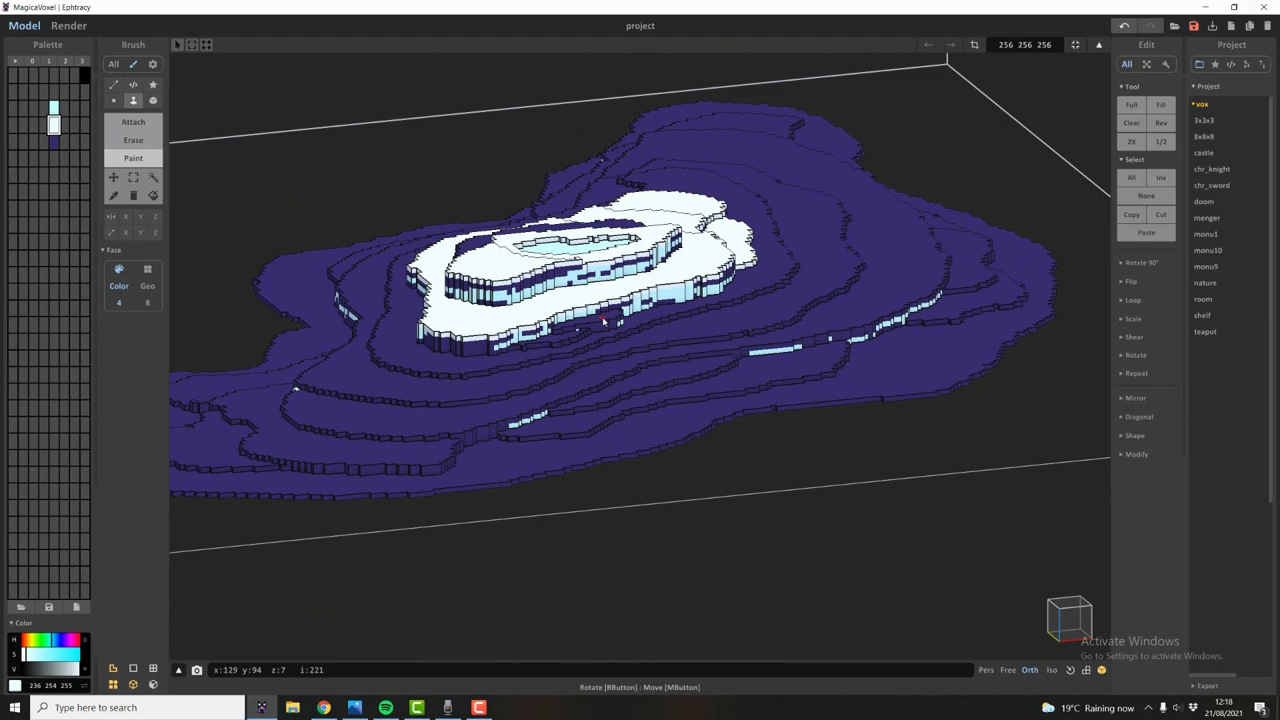 MagicaVoxel | Ephtracy
Model Render
project
Palette
Brush
256 256 256
Edit
Project
0 1 2 3
All
All
Tool
Project
vox
Full Fill
3x3x3
Attach
Clear Rev
8x8x8
Erase
2X 1/2
castle
Paint
Select
chr_knight
All Inv
chr_sword
None
doom
Copy Cut
menger
X Y Z
Paste
monu1
X Y Z
monu10
Face
Rotate 90°
monu9
Color Geo
Flip
nature
4 8
Loop
room
Scale
shelf
Shear
teapot
Rotate
Repeat
Mirror
Diagonal
Shape
Modify
Color
H
S
V
236 254 255
x:129 y:94 z:7 i:221
Pers Free Orth Iso
Activate Windows
Go to Settings to activate Windows.
Rotate [RButton] : Move [MButton]
Export
Type here to search
19°C Raining now
12:18
21/08/2021
3